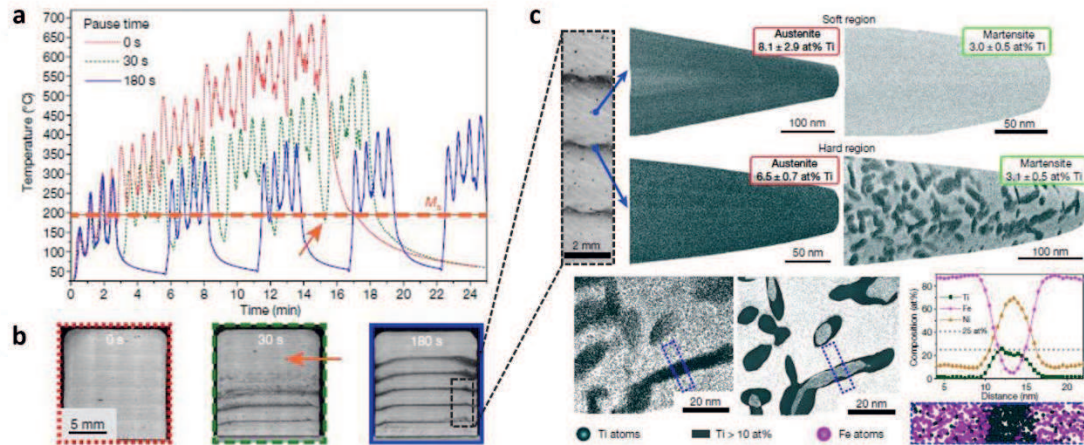 a
Pause time
0 s
30 s
180 s
Temperature (°C)
700
650
600
550
500
450
400
350
300
250
200
150
100
50
Ms
0 2 4 6 8 10 12 14 16 18 20 22 24
Time (min)
b
0 s
30 s
180 s
5 mm
c
2 mm
Soft region
Austenite
8.1 ± 2.9 at% Ti
100 nm
Martensite
3.0 ± 0.5 at% Ti
50 nm
Hard region
Austenite
6.5 ± 0.7 at% Ti
50 nm
Martensite
3.1 ± 0.5 at% Ti
100 nm
20 nm
20 nm
Composition (at%)
80
60
40
20
0
Ti
Fe
Ni
25 at%
5 10 15 20
Distance (nm)
Ti atoms
Ti > 10 at%
Fe atoms